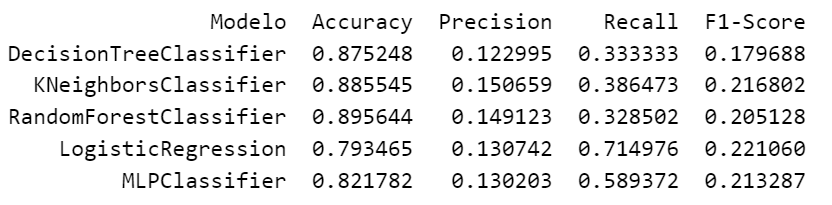 Modelo Accuracy Precision Recall F1-Score
DecisionTreeClassifier 0.875248 0.122995 0.333333 0.179688
KNeighborsClassifier 0.885545 0.150659 0.386473 0.216802
RandomForestClassifier 0.895644 0.149123 0.328502 0.205128
LogisticRegression 0.793465 0.130742 0.714976 0.221060
MLPClassifier 0.821782 0.130203 0.589372 0.213287